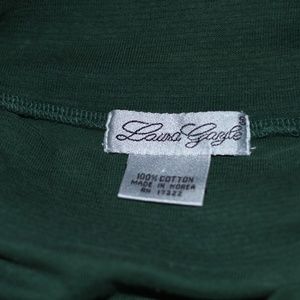 Laura Gayle
100% COTTON
MADE IN KOREA
RN 17322